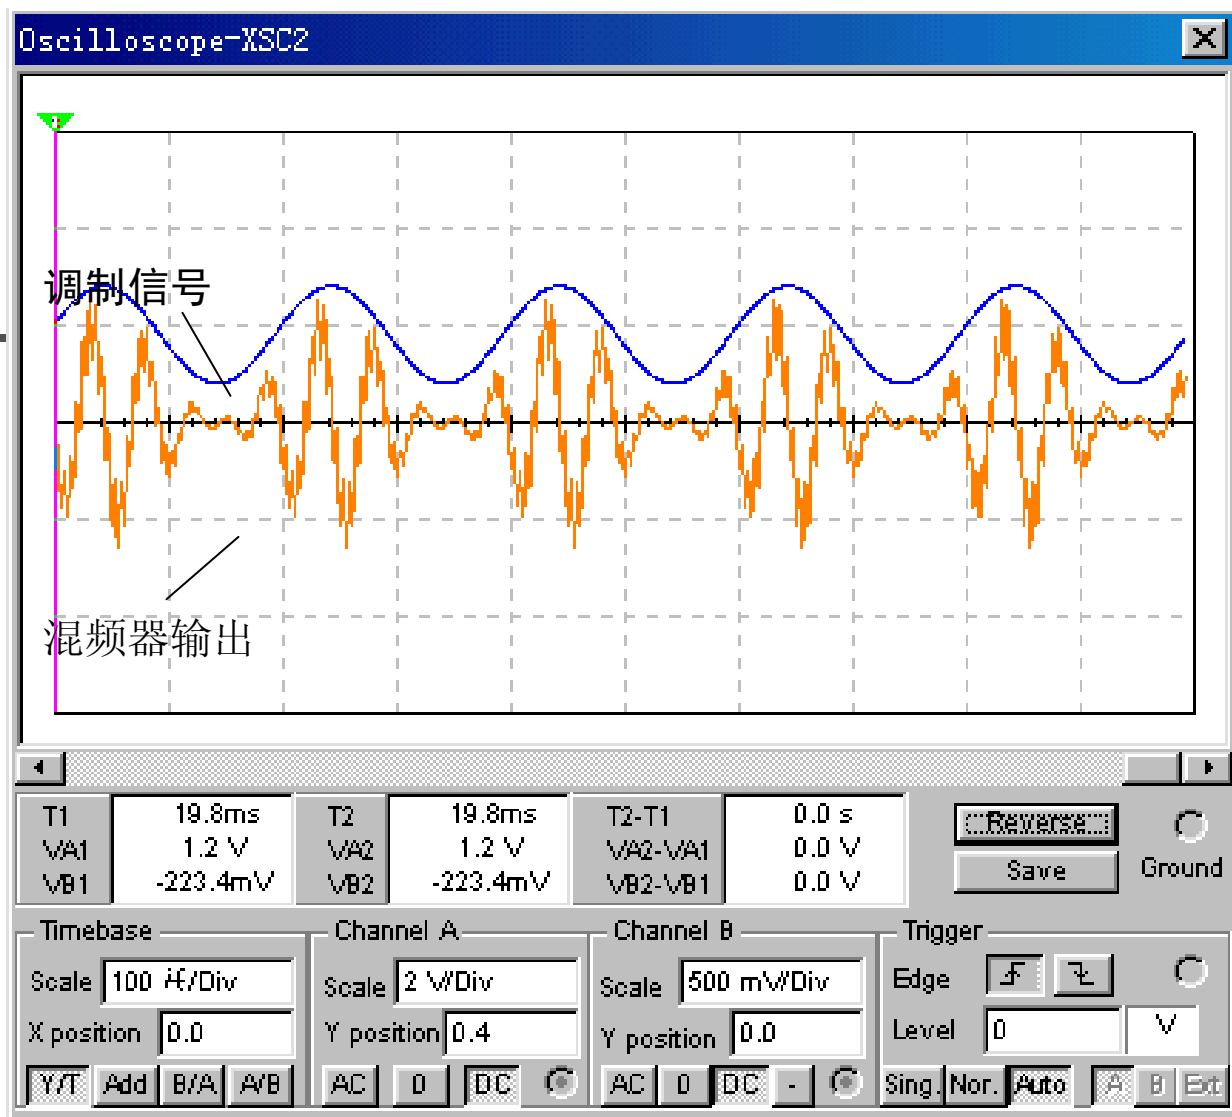 Oscilloscope-XSC2
调制信号
混频器输出
T1 19.8ms T2 19.8ms T2-T1 0.0 s Reverse
VA1 1.2 V VA2 1.2 V VA2-VA1 0.0 V
VB1 -223.4mV VB2 -223.4mV VB2-VB1 0.0 V Save Ground
Timebase Channel A Channel B Trigger
Scale 100 /Div Scale 2 V/Div Scale 500 mV/Div Edge
X position 0.0 Y position 0.4 Y position 0.0 Level 0 V
Y/T Add B/A A/B AC 0 DC AC 0 DC - Sing. Nor. Auto A B Ext